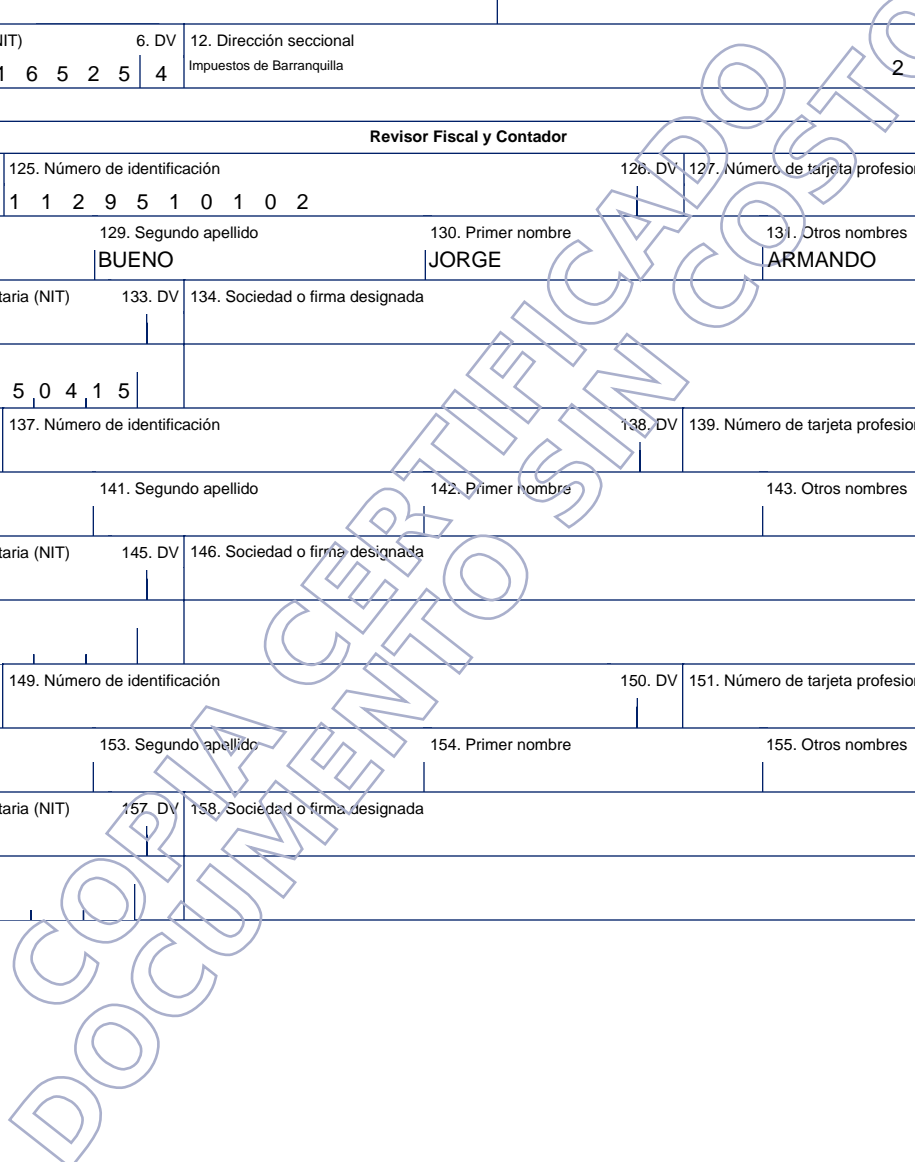 NIT) 6. DV 12. Dirección seccional
1 6 5 2 5 4 Impuestos de Barranquilla 2
Revisor Fiscal y Contador
125. Número de identificación 126. DV 127. Número de tarjeta profesion
1 1 2 9 5 1 0 1 0 2
129. Segundo apellido 130. Primer nombre 131. Otros nombres
BUENO JORGE ARMANDO
taria (NIT) 133. DV 134. Sociedad o firma designada
5 0 4 1 5
137. Número de identificación 138. DV 139. Número de tarjeta profesion
141. Segundo apellido 142. Primer nombre 143. Otros nombres
taria (NIT) 145. DV 146. Sociedad o firma designada
149. Número de identificación 150. DV 151. Número de tarjeta profesion
153. Segundo apellido 154. Primer nombre 155. Otros nombres
taria (NIT) 157. DV 158. Sociedad o firma designada
COPIA CERTIFICADO
DOCUMENTO SIN COSTO